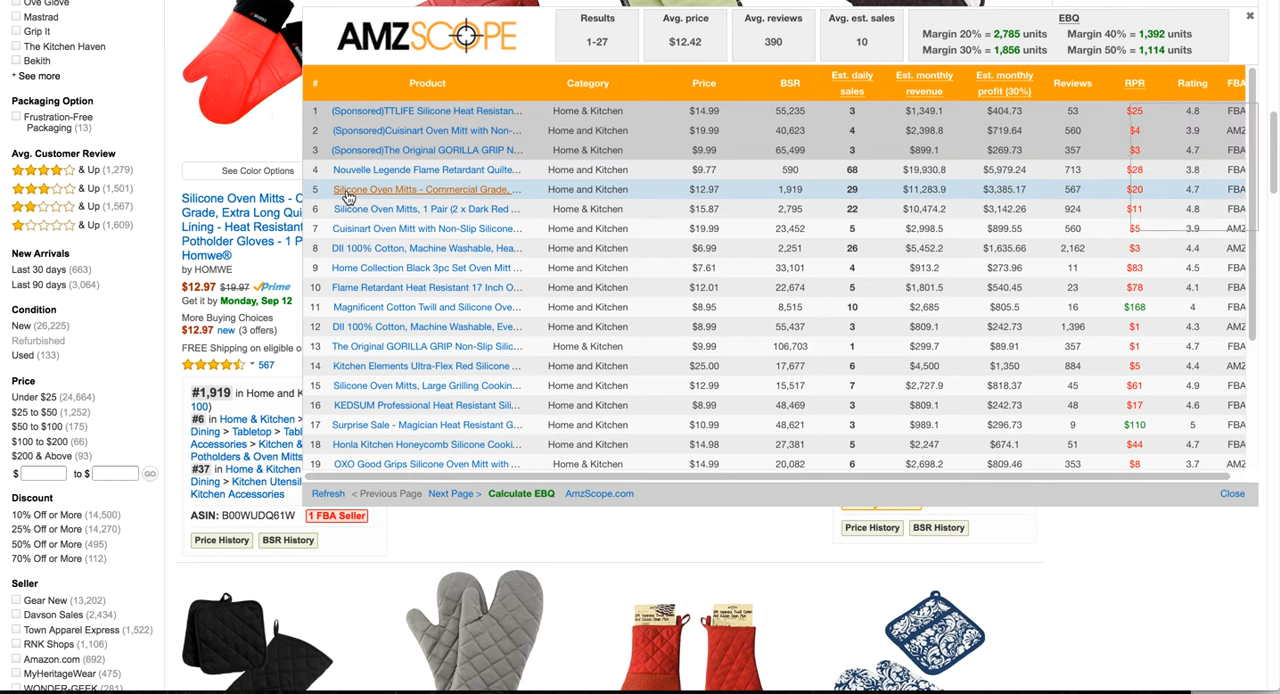 Ove Glove
Mastrad
Grip It
The Kitchen Haven
Bekith
+ See more
Packaging Option
Frustration-Free
Packaging (13)
Avg. Customer Review
& Up (1,279)
& Up (1,501)
& Up (1,567)
& Up (1,609)
New Arrivals
Last 30 days (663)
Last 90 days (3,064)
Condition
New (26,225)
Refurbished
Used (133)
Price
Under $25 (24,664)
$25 to $50 (1,252)
$50 to $100 (175)
$100 to $200 (66)
$200 & Above (93)
$ to $ GO
Discount
10% Off or More (14,500)
25% Off or More (14,270)
50% Off or More (495)
70% Off or More (112)
Seller
Gear New (13,202)
Davson Sales (2,434)
Town Apparel Express (1,522)
RNK Shops (1,106)
Amazon.com (692)
MyHeritageWear (475)
WONDER-GEEK (281)
See Color Options
Silicone Oven Mitts - C
Grade, Extra Long Qui
Lining - Heat Resistan
Potholder Gloves - 1 P
Homwe®
by HOMWE
$12.97 $19.97 Prime
Get it by Monday, Sep 12
More Buying Choices
$12.97 new (3 offers)
FREE Shipping on eligible o
567
#1,919 in Home and K
100)
#6 in Home & Kitchen >
Dining > Tabletop > Tabl
Accessories > Kitchen &
Potholders & Oven Mitts
#37 in Home & Kitchen
Dining > Kitchen Utensil
Kitchen Accessories
ASIN: B00WUDQ61W 1 FBA Seller
Price History BSR History
AMZSCOPE
Results
1-27
Avg. price
$12.42
Avg. reviews
390
Avg. est. sales
10
EBQ
Margin 20% = 2,785 units Margin 40% = 1,392 units
Margin 30% = 1,856 units Margin 50% = 1,114 units
# Product Category Price BSR Est. daily sales Est. monthly revenue Est. monthly profit (30%) Reviews RPR Rating FBA
1 (Sponsored)TTLIFE Silicone Heat Resistan... Home & Kitchen $14.99 55,235 3 $1,349.1 $404.73 53 $25 4.8 FBA
2 (Sponsored)Cuisinart Oven Mitt with Non-... Home and Kitchen $19.99 40,623 4 $2,398.8 $719.64 560 $4 3.9 AMZ
3 (Sponsored)The Original GORILLA GRIP N... Home and Kitchen $9.99 65,499 3 $899.1 $269.73 357 $3 4.7 FBA
4 Nouvelle Legende Flame Retardant Quilte... Home and Kitchen $9.77 590 68 $19,930.8 $5,979.24 713 $28 3.8 FBA
5 Silicone Oven Mitts - Commercial Grade, ... Home and Kitchen $12.97 1,919 29 $11,283.9 $3,385.17 567 $20 4.7 FBA
6 Silicone Oven Mitts, 1 Pair (2 x Dark Red ... Home & Kitchen $15.87 2,795 22 $10,474.2 $3,142.26 924 $11 4.8 FBA
7 Cuisinart Oven Mitt with Non-Slip Silicone... Home and Kitchen $19.99 23,452 5 $2,998.5 $899.55 560 $5 3.9 AMZ
8 DII 100% Cotton, Machine Washable, Hea... Home and Kitchen $6.99 2,251 26 $5,452.2 $1,635.66 2,162 $3 4.4 AMZ
9 Home Collection Black 3pc Set Oven Mitt ... Home and Kitchen $7.61 33,101 4 $913.2 $273.96 11 $83 4.5 FBA
10 Flame Retardant Heat Resistant 17 Inch O... Home and Kitchen $12.01 22,674 5 $1,801.5 $540.45 23 $78 4.1 FBA
11 Magnificent Cotton Twill and Silicone Ove... Home and Kitchen $8.95 8,515 10 $2,685 $805.5 16 $168 4 FBA
12 DII 100% Cotton, Machine Washable, Eve... Home and Kitchen $8.99 55,437 3 $809.1 $242.73 1,396 $1 4.3 AMZ
13 The Original GORILLA GRIP Non-Slip Silic... Home and Kitchen $9.99 106,703 1 $299.7 $89.91 357 $1 4.7 FBA
14 Kitchen Elements Ultra-Flex Red Silicone ... Home and Kitchen $25.00 17,677 6 $4,500 $1,350 884 $5 4.4 AMZ
15 Silicone Oven Mitts, Large Grilling Cookin... Home and Kitchen $12.99 15,517 7 $2,727.9 $818.37 45 $61 4.9 FBA
16 KEDSUM Professional Heat Resistant Sili... Home and Kitchen $8.99 48,469 3 $809.1 $242.73 48 $17 4.6 FBA
17 Surprise Sale - Magician Heat Resistant G... Home and Kitchen $10.99 48,621 3 $989.1 $296.73 9 $110 5 FBA
18 Honla Kitchen Honeycomb Silicone Cooki... Home and Kitchen $14.98 27,381 5 $2,247 $674.1 51 $44 4.7 FBA
19 OXO Good Grips Silicone Oven Mitt with ... Home & Kitchen $14.99 20,082 6 $2,698.2 $809.46 353 $8 3.7 AMZ
Refresh < Previous Page Next Page > Calculate EBQ AmzScope.com Close
Price History BSR History